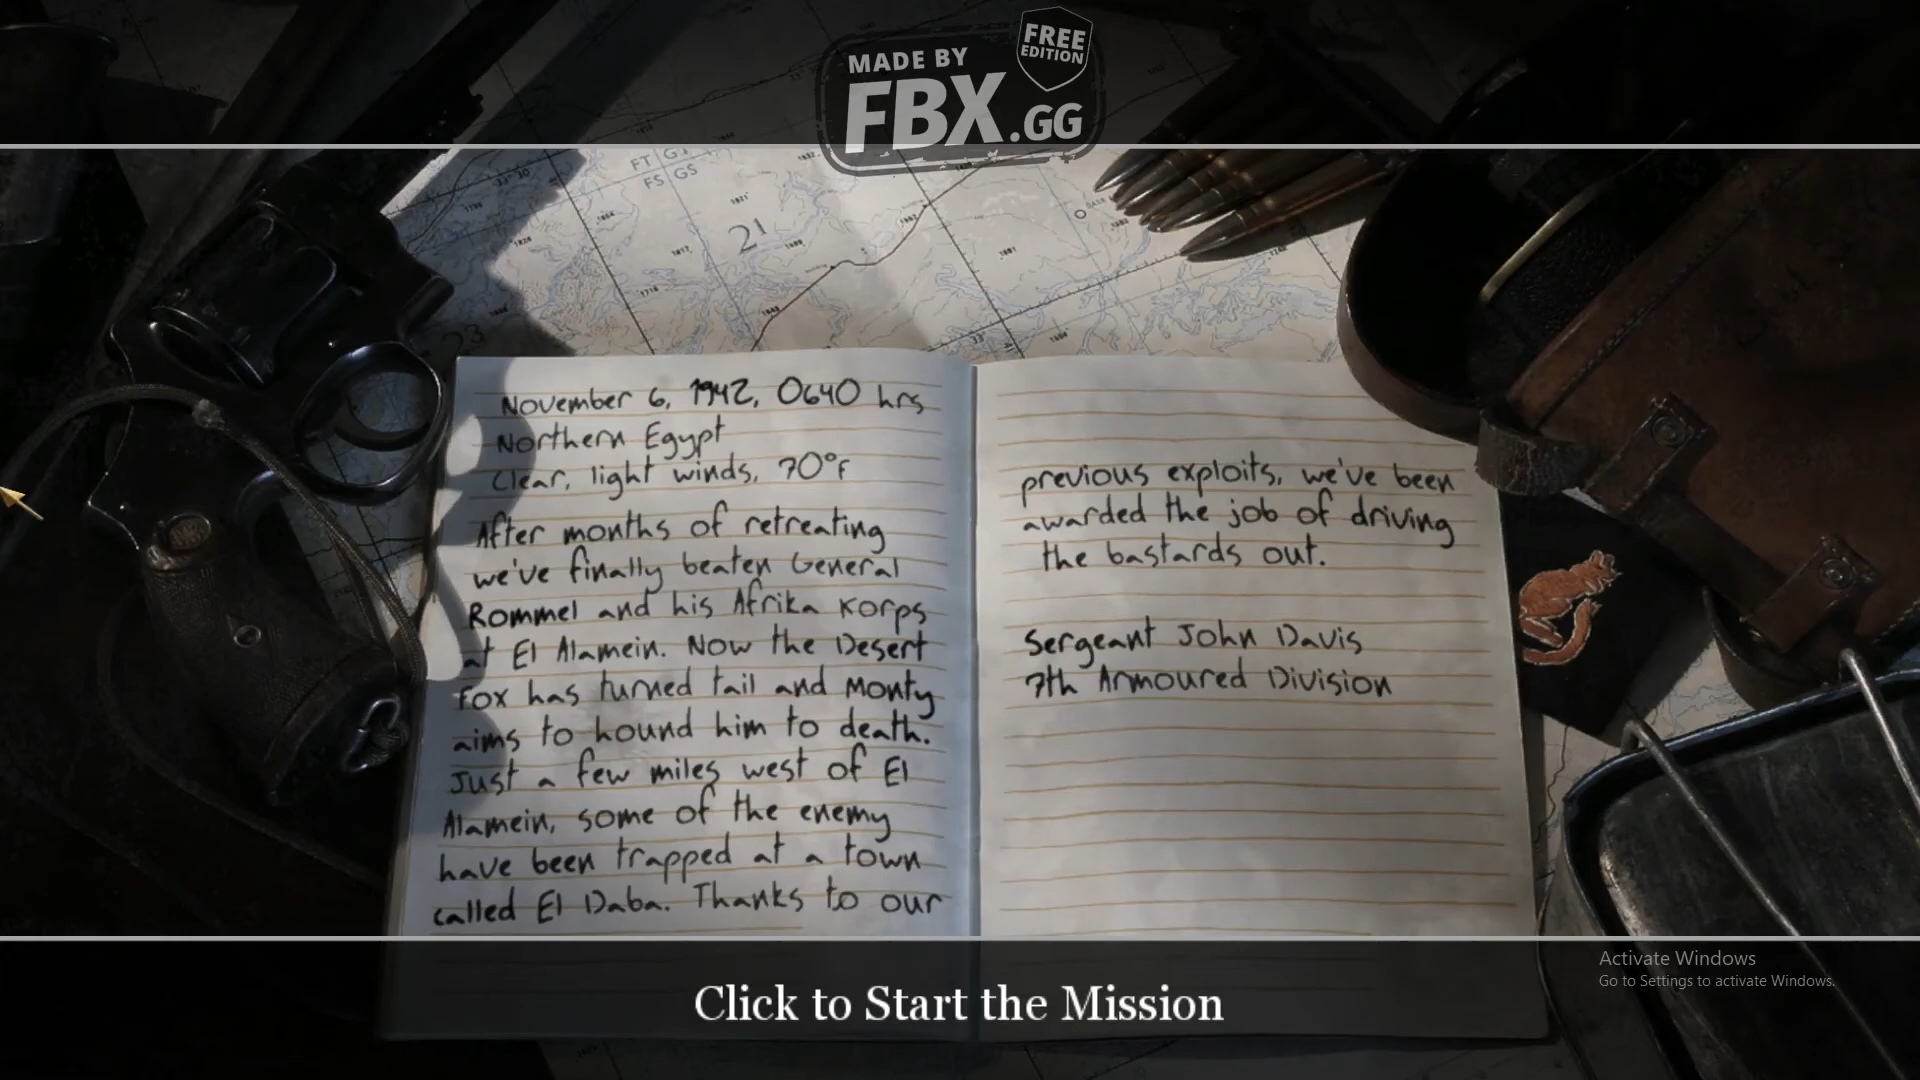 MADE BY
FREE
EDITION
FBX.GG
FT
FS GS
21
23
November 6, 1942, 0640 hrs
Northern Egypt
Clear, light winds, 70°F
After months of retreating
we've finally beaten General
Rommel and his Afrika Korps
at El Alamein. Now the Desert
Fox has turned tail and Monty
aims to hound him to death.
Just a few miles west of El
Alamein, some of the enemy
have been trapped at a town
called El Daba. Thanks to our
previous exploits, we've been
awarded the job of driving
the bastards out.
Sergeant John Davis
7th Armoured Division
Activate Windows
Go to Settings to activate Windows.
Click to Start the Mission